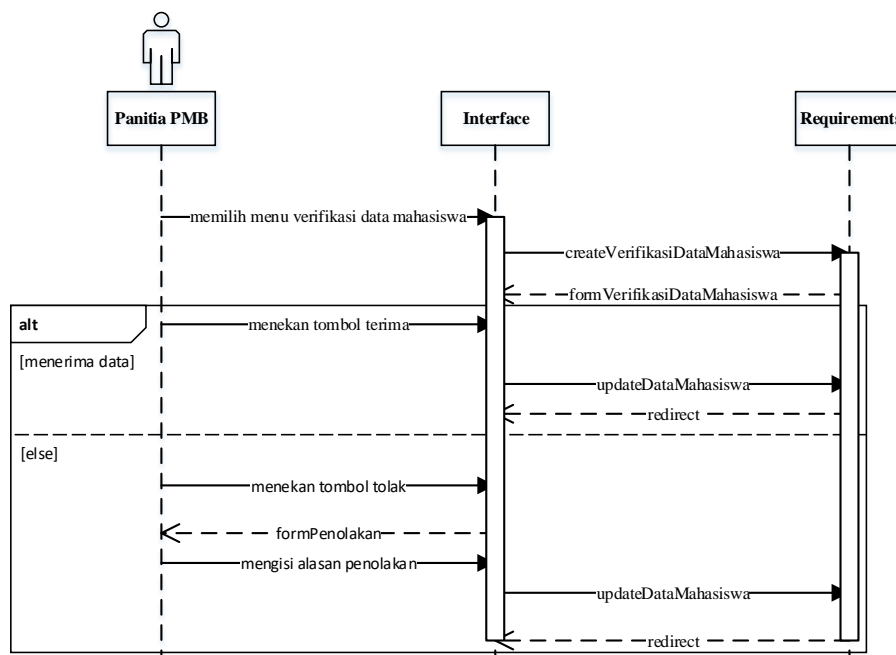 Panitia PMB
Interface
Requirements
memilih menu verifikasi data mahasiswa
createVerifikasiDataMahasiswa
formVerifikasiDataMahasiswa
alt
menekan tombol terima
[menerima data]
updateDataMahasiswa
redirect
[else]
menekan tombol tolak
formPenolakan
mengisi alasan penolakan
updateDataMahasiswa
redirect